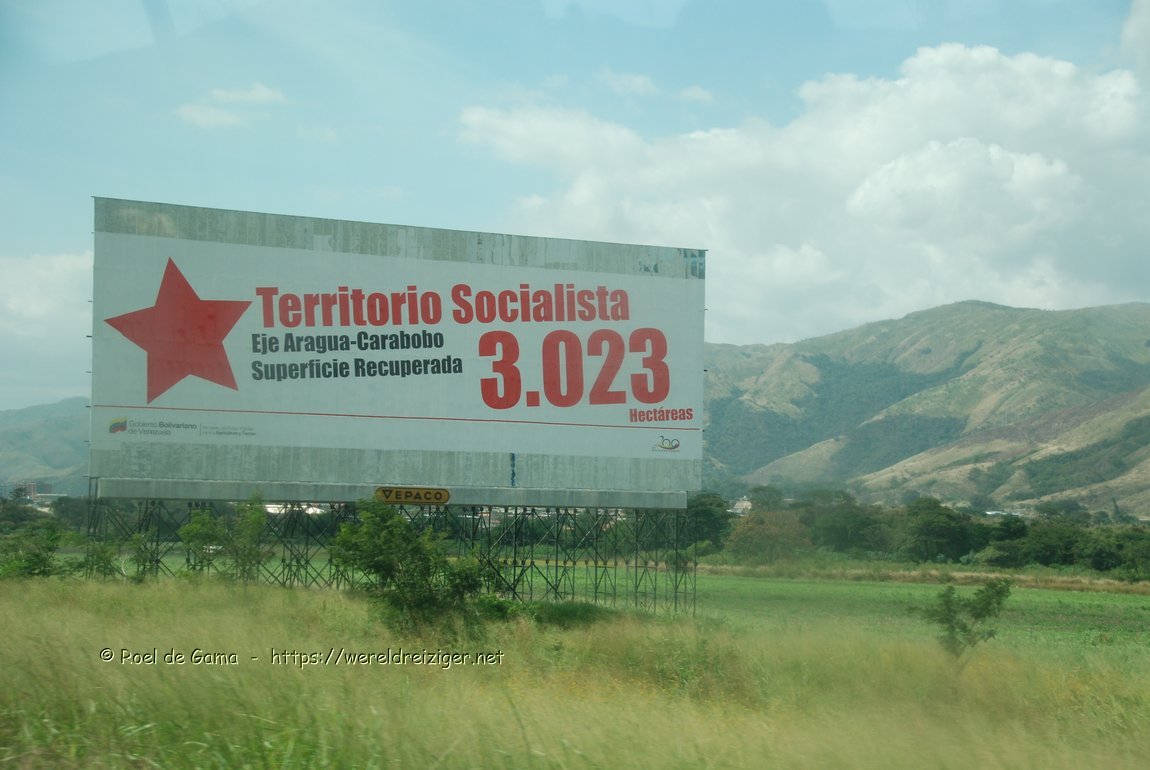 Territorio Socialista
Eje Aragua-Carabobo
Superficie Recuperada
3.023
Hectáreas
Gobierno Bolivariano
de Venezuela
VEPACO
© Roel de Gama - https://wereldreiziger.net